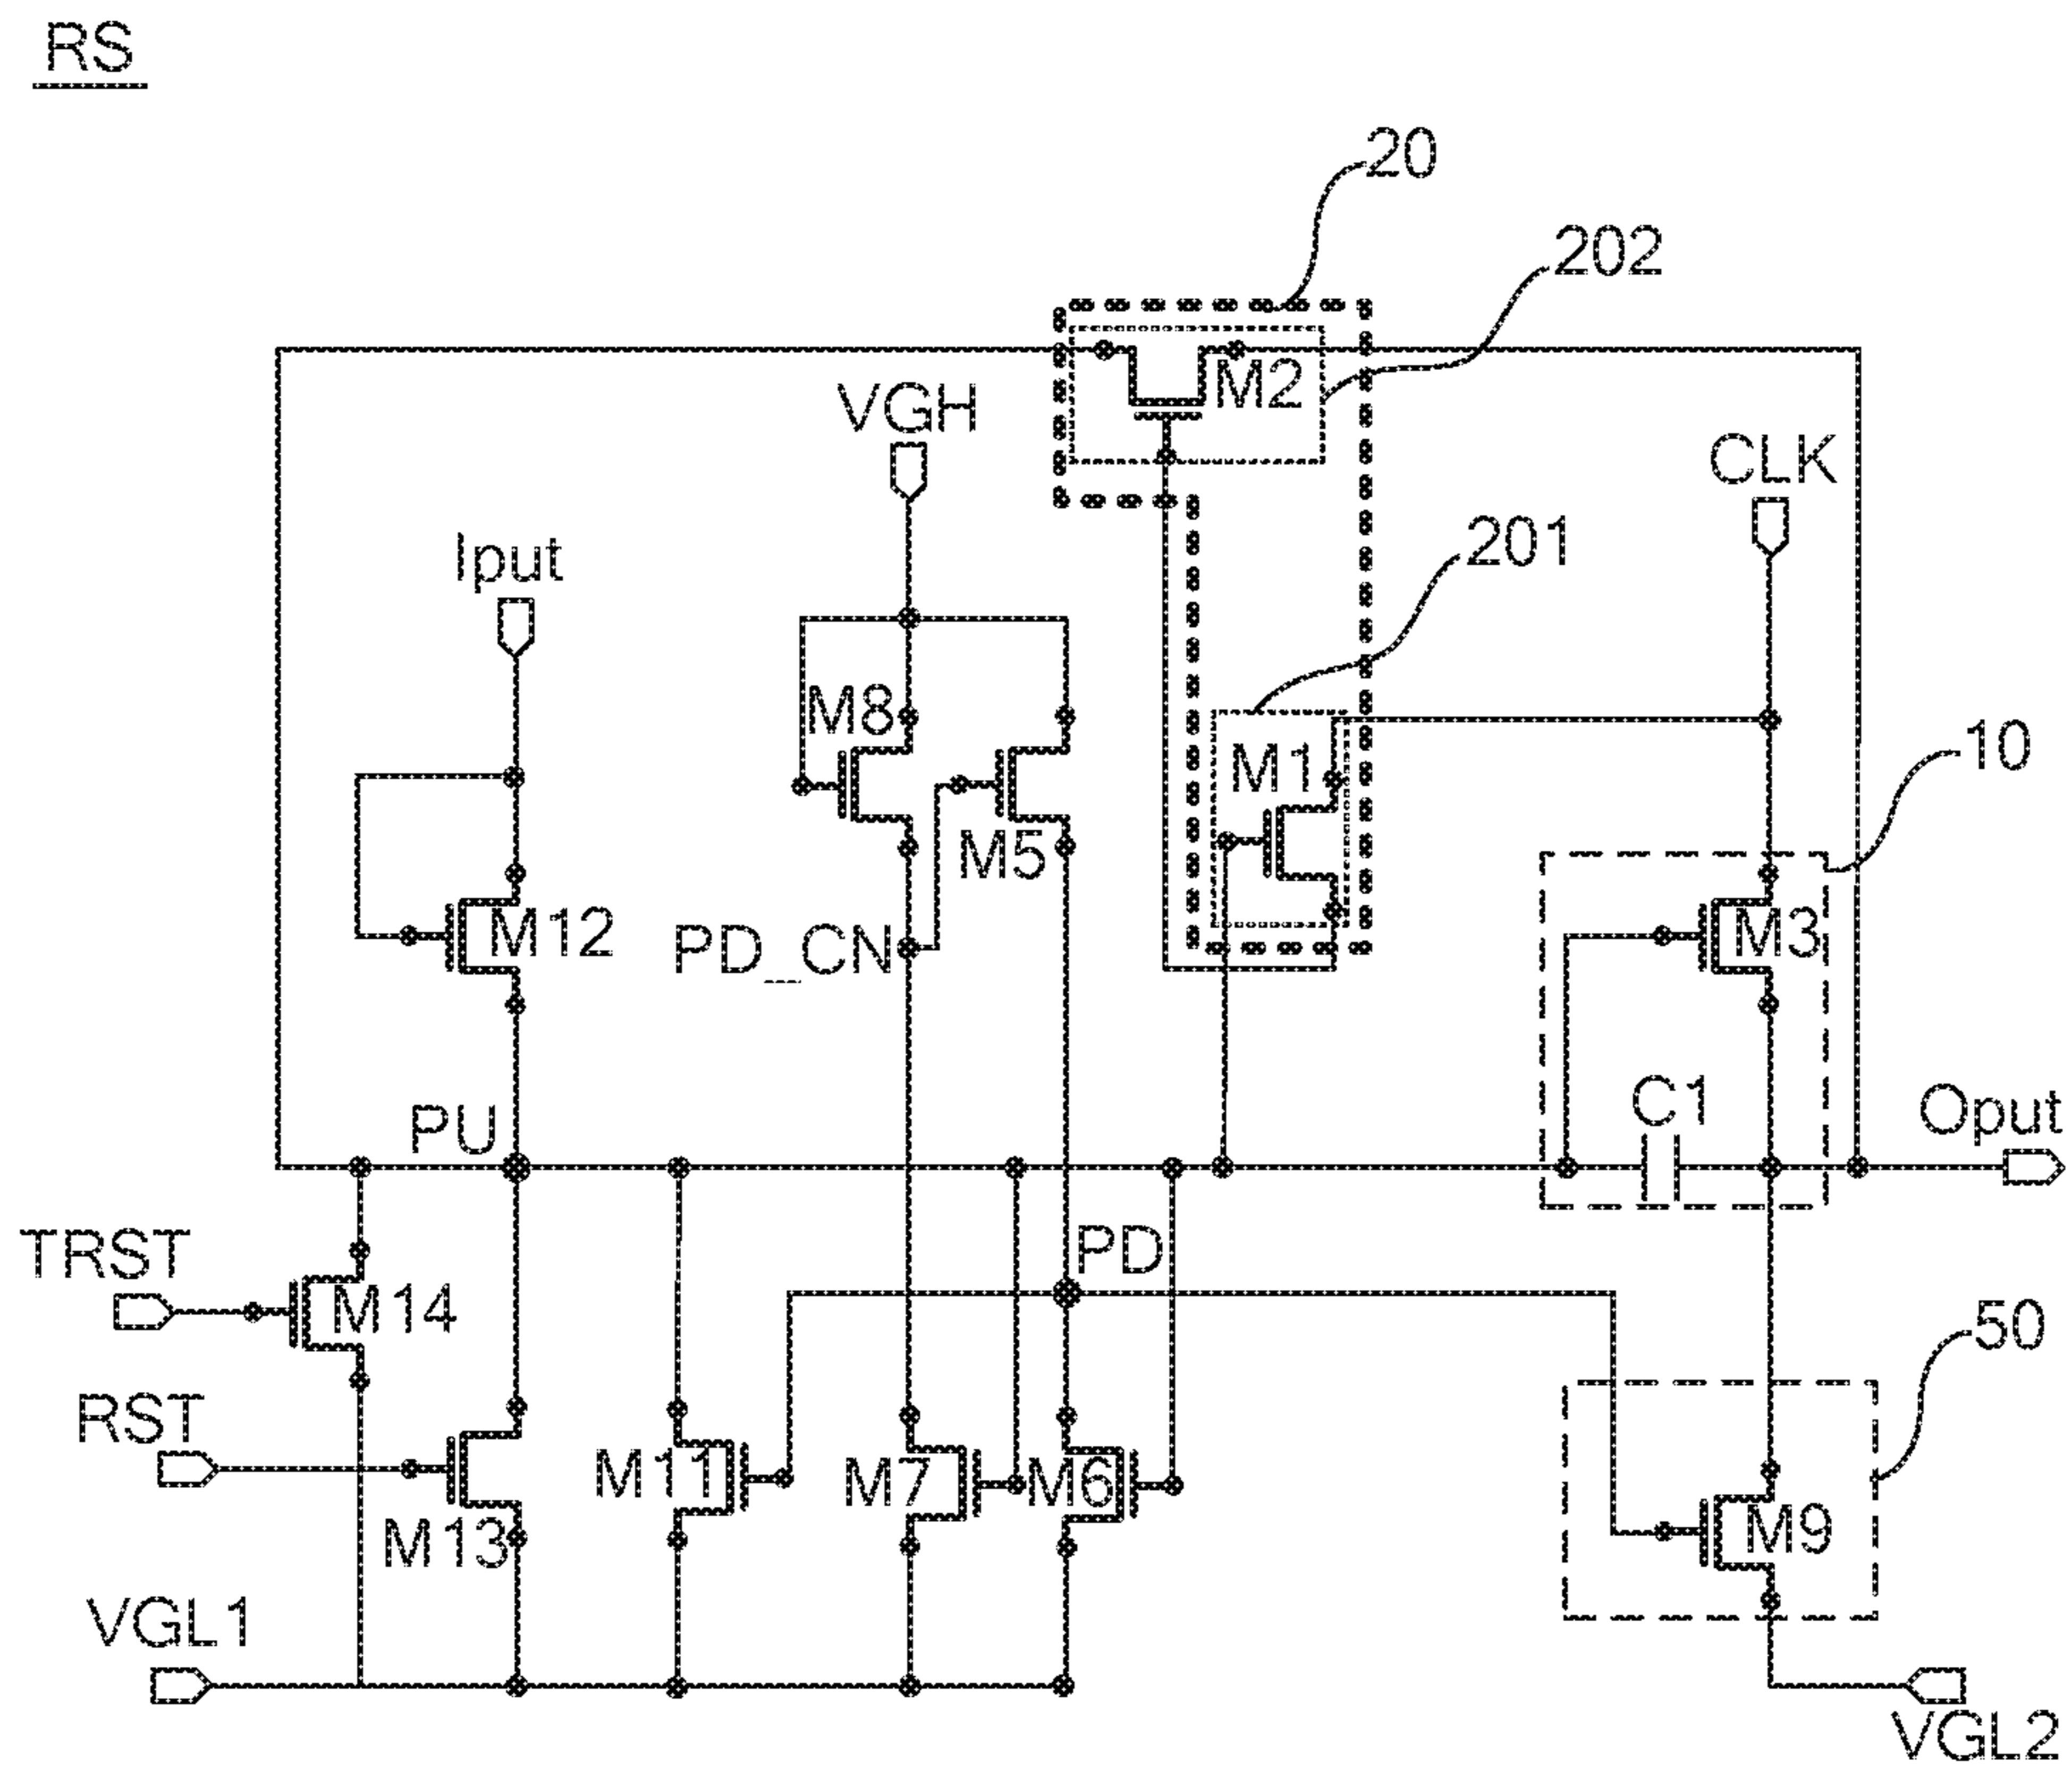 RS
20
202
VGH
CLK
Iput
201
M2
M8
M1
10
M5
M12
PD_CN
M3
C1
Oput
PU
PD
TRST
M14
50
RST
M11
M7
M6
M9
M13
VGL1
VGL2